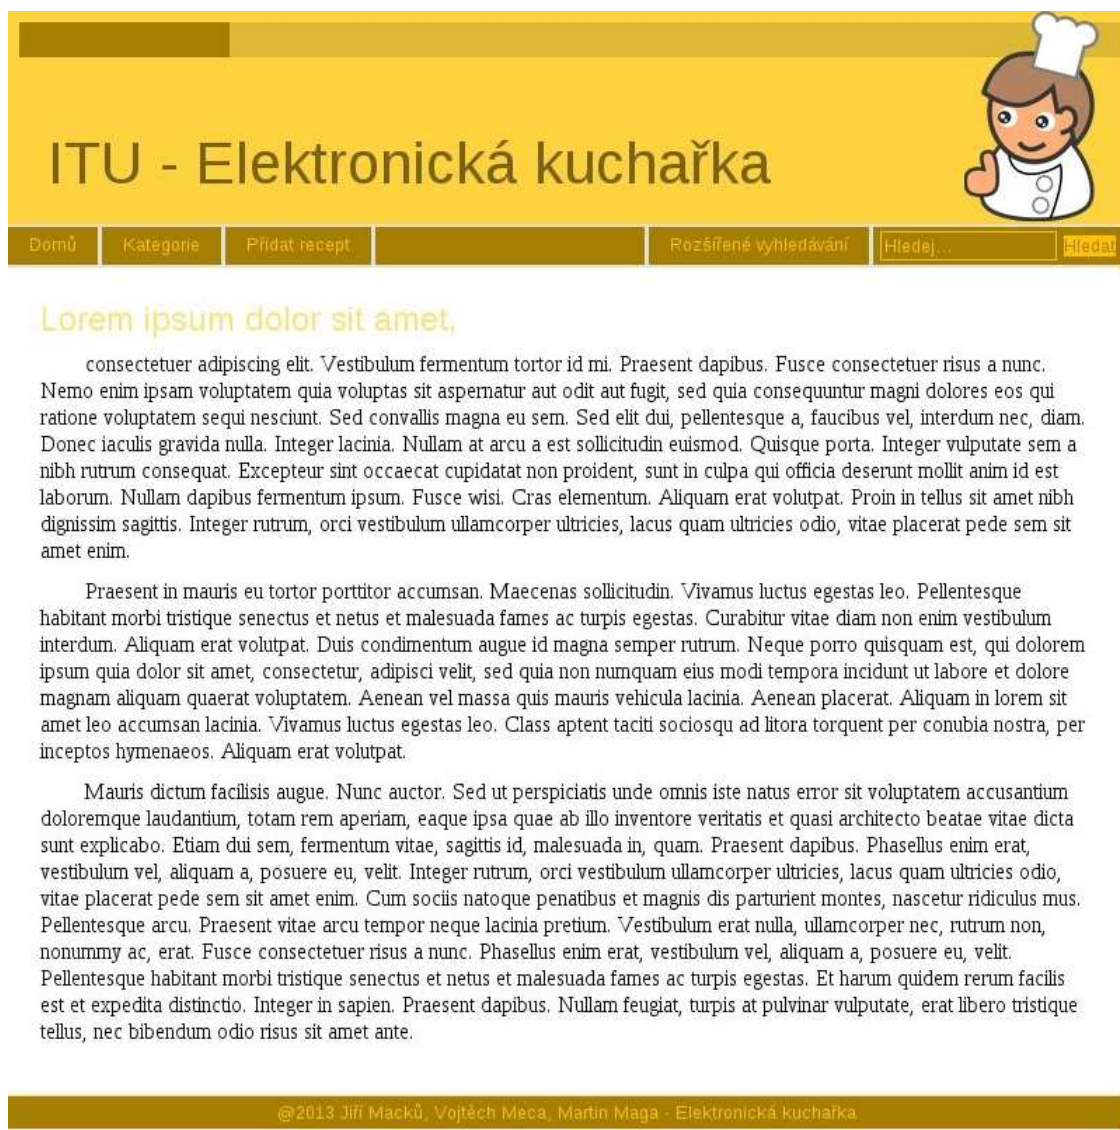 ITU - Elektronická kuchařka
Domů Kategorie Přidat recept Rozšířené vyhledávání Hledej... Hledat
Lorem ipsum dolor sit amet,
consectetuer adipiscing elit. Vestibulum fermentum tortor id mi. Praesent dapibus. Fusce consectetuer risus a nunc.
Nemo enim ipsam voluptatem quia voluptas sit aspernatur aut odit aut fugit, sed quia consequuntur magni dolores eos qui
ratione voluptatem sequi nesciunt. Sed convallis magna eu sem. Sed elit dui, pellentesque a, faucibus vel, interdum nec, diam.
Donec iaculis gravida nulla. Integer lacinia. Nullam at arcu a est sollicitudin euismod. Quisque porta. Integer vulputate sem a
nibh rutrum consequat. Excepteur sint occaecat cupidatat non proident, sunt in culpa qui officia deserunt mollit anim id est
laborum. Nullam dapibus fermentum ipsum. Fusce wisi. Cras elementum. Aliquam erat volutpat. Proin in tellus sit amet nibh
dignissim sagittis. Integer rutrum, orci vestibulum ullamcorper ultricies, lacus quam ultricies odio, vitae placerat pede sem sit
amet enim.
Praesent in mauris eu tortor porttitor accumsan. Maecenas sollicitudin. Vivamus luctus egestas leo. Pellentesque
habitant morbi tristique senectus et netus et malesuada fames ac turpis egestas. Curabitur vitae diam non enim vestibulum
interdum. Aliquam erat volutpat. Duis condimentum augue id magna semper rutrum. Neque porro quisquam est, qui dolorem
ipsum quia dolor sit amet, consectetur, adipisci velit, sed quia non numquam eius modi tempora incidunt ut labore et dolore
magnam aliquam quaerat voluptatem. Aenean vel massa quis mauris vehicula lacinia. Aenean placerat. Aliquam in lorem sit
amet leo accumsan lacinia. Vivamus luctus egestas leo. Class aptent taciti sociosqu ad litora torquent per conubia nostra, per
inceptos hymenaeos. Aliquam erat volutpat.
Mauris dictum facilisis augue. Nunc auctor. Sed ut perspiciatis unde omnis iste natus error sit voluptatem accusantium
doloremque laudantium, totam rem aperiam, eaque ipsa quae ab illo inventore veritatis et quasi architecto beatae vitae dicta
sunt explicabo. Etiam dui sem, fermentum vitae, sagittis id, malesuada in, quam. Praesent dapibus. Phasellus enim erat,
vestibulum vel, aliquam a, posuere eu, velit. Integer rutrum, orci vestibulum ullamcorper ultricies, lacus quam ultricies odio,
vitae placerat pede sem sit amet enim. Cum sociis natoque penatibus et magnis dis parturient montes, nascetur ridiculus mus.
Pellentesque arcu. Praesent vitae arcu tempor neque lacinia pretium. Vestibulum erat nulla, ullamcorper nec, rutrum non,
nonummy ac, erat. Fusce consectetuer risus a nunc. Phasellus enim erat, vestibulum vel, aliquam a, posuere eu, velit.
Pellentesque habitant morbi tristique senectus et netus et malesuada fames ac turpis egestas. Et harum quidem rerum facilis
est et expedita distinctio. Integer in sapien. Praesent dapibus. Nullam feugiat, turpis at pulvinar vulputate, erat libero tristique
tellus, nec bibendum odio risus sit amet ante.
@2013 Jiří Macků, Vojtěch Meca, Martin Maga - Elektronická kuchařka